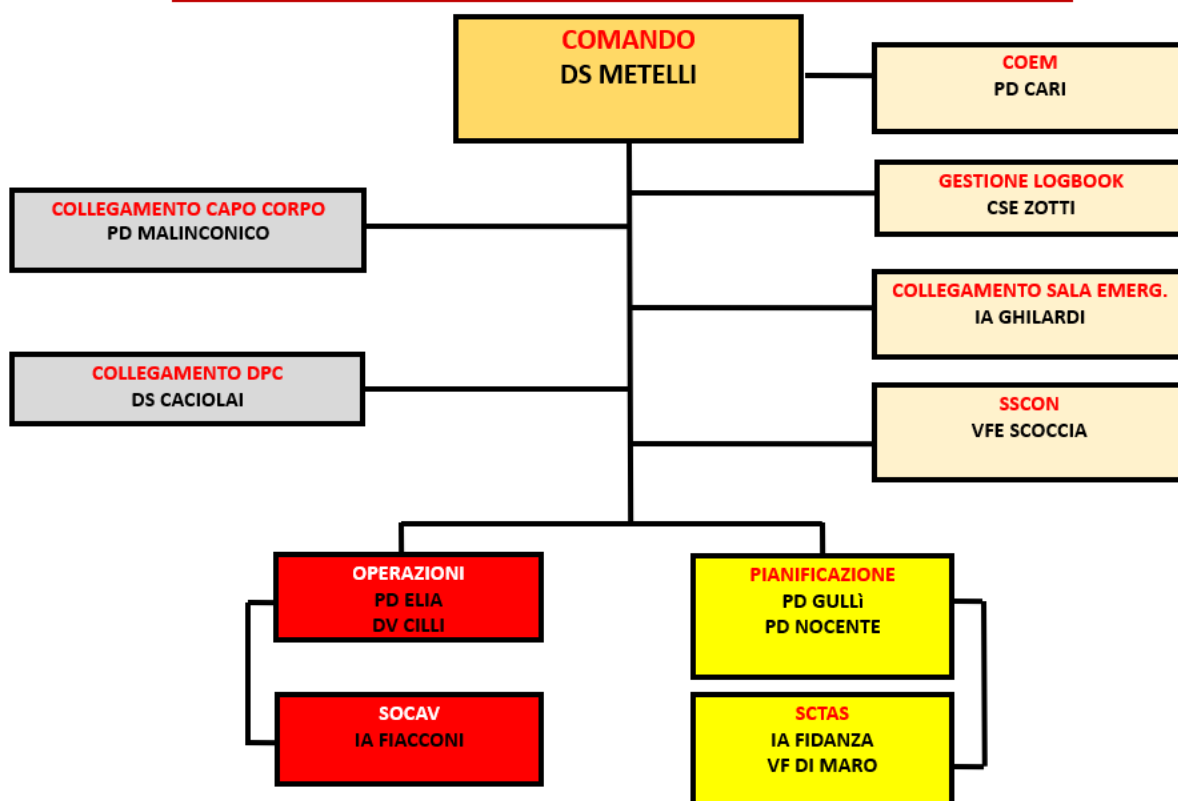 COMANDO
DS METELLI
COEM
PD CARI
GESTIONE LOGBOOK
CSE ZOTTI
COLLEGAMENTO CAPO CORPO
PD MALINCONICO
COLLEGAMENTO SALA EMERG.
IA GHILARDI
COLLEGAMENTO DPC
DS CACIOLAI
SSCON
VFE SCOCCIA
OPERAZIONI
PD ELIA
DV CILLI
PIANIFICAZIONE
PD GULLì
PD NOCENTE
SOCAV
IA FIACCONI
SCTAS
IA FIDANZA
VF DI MARO